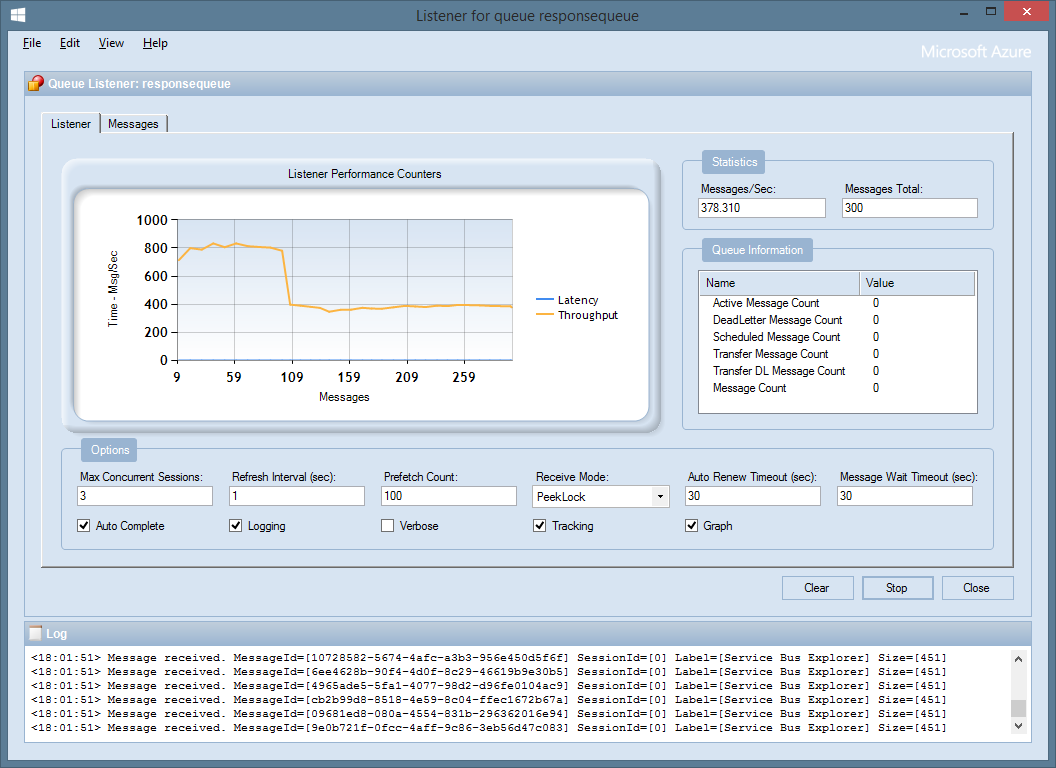 Listener for queue responsequeue
File Edit View Help
Microsoft Azure
Queue Listener: responsequeue
Listener Messages
Listener Performance Counters
Time - Msg/Sec
1000
800
600
400
200
0
9 59 109 159 209 259
Messages
Latency
Throughput
Statistics
Messages/Sec: Messages Total:
378.310 300
Queue Information
Name Value
Active Message Count 0
DeadLetter Message Count 0
Scheduled Message Count 0
Transfer Message Count 0
Transfer DL Message Count 0
Message Count 0
Options
Max Concurrent Sessions: Refresh Interval (sec): Prefetch Count: Receive Mode: Auto Renew Timeout (sec): Message Wait Timeout (sec):
3 1 100 PeekLock 30 30
Auto Complete Logging Verbose Tracking Graph
Clear Stop Close
Log
<18:01:51> Message received. MessageId=[10728582-5674-4afc-a3b3-956e450d5f6f] SessionId=[0] Label=[Service Bus Explorer] Size=[451]
<18:01:51> Message received. MessageId=[6ee4628b-90f4-4d0f-8c29-46619b9e30b5] SessionId=[0] Label=[Service Bus Explorer] Size=[451]
<18:01:51> Message received. MessageId=[4965ade5-5fa1-4077-98d2-d96fe0104ac9] SessionId=[0] Label=[Service Bus Explorer] Size=[451]
<18:01:51> Message received. MessageId=[cb2b99d8-8518-4e59-8c04-ffec1672b67a] SessionId=[0] Label=[Service Bus Explorer] Size=[451]
<18:01:51> Message received. MessageId=[09681ed8-080a-4554-831b-296362016e94] SessionId=[0] Label=[Service Bus Explorer] Size=[451]
<18:01:51> Message received. MessageId=[9e0b721f-0fcc-4aff-9c86-3eb56d47c083] SessionId=[0] Label=[Service Bus Explorer] Size=[451]